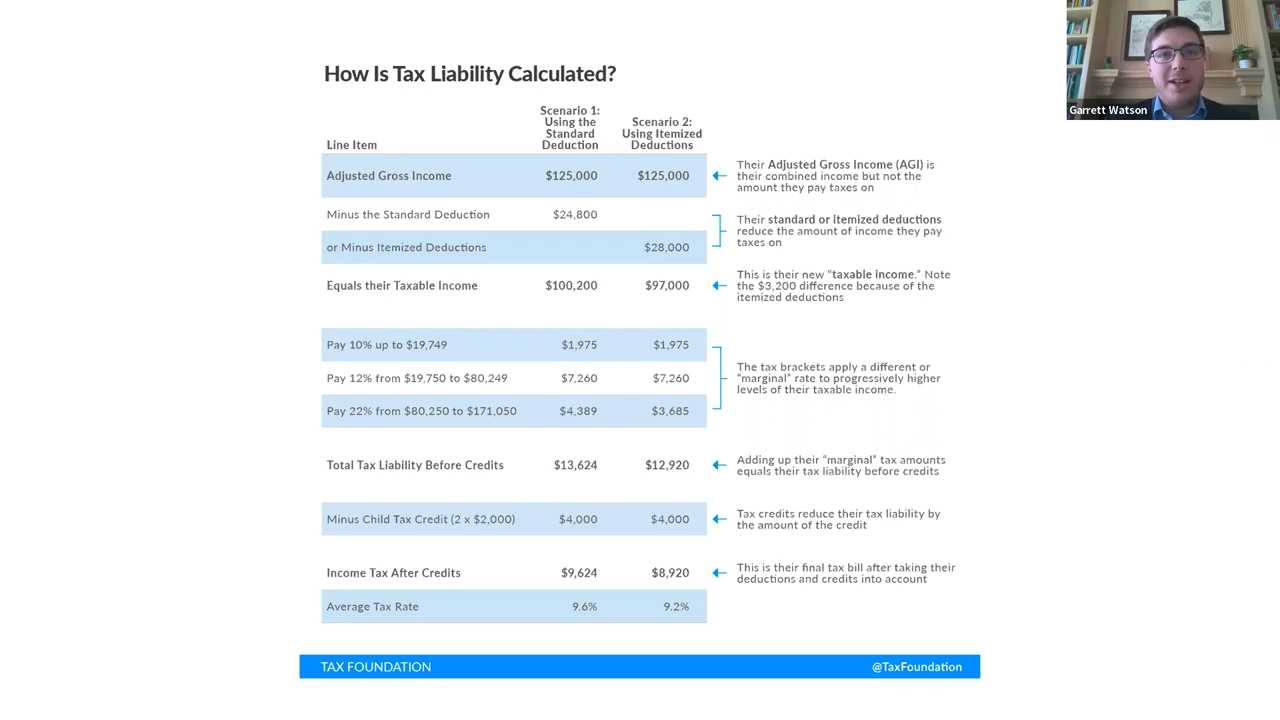 Garrett Watson
How Is Tax Liability Calculated?
Line Item
Scenario 1:
Using the
Standard
Deduction
Scenario 2:
Using Itemized
Deductions
Adjusted Gross Income $125,000 $125,000
Their Adjusted Gross Income (AGI) is
their combined income but not the
amount they pay taxes on
Minus the Standard Deduction $24,800
or Minus Itemized Deductions $28,000
Their standard or itemized deductions
reduce the amount of income they pay
taxes on
Equals their Taxable Income $100,200 $97,000
This is their new “taxable income.” Note
the $3,200 difference because of the
itemized deductions
Pay 10% up to $19,749 $1,975 $1,975
Pay 12% from $19,750 to $80,249 $7,260 $7,260
Pay 22% from $80,250 to $171,050 $4,389 $3,685
The tax brackets apply a different or
“marginal” rate to progressively higher
levels of their taxable income.
Total Tax Liability Before Credits $13,624 $12,920
Adding up their “marginal” tax amounts
equals their tax liability before credits
Minus Child Tax Credit (2 x $2,000) $4,000 $4,000
Tax credits reduce their tax liability by
the amount of the credit
Income Tax After Credits $9,624 $8,920
This is their final tax bill after taking their
deductions and credits into account
Average Tax Rate 9.6% 9.2%
TAX FOUNDATION @TaxFoundation